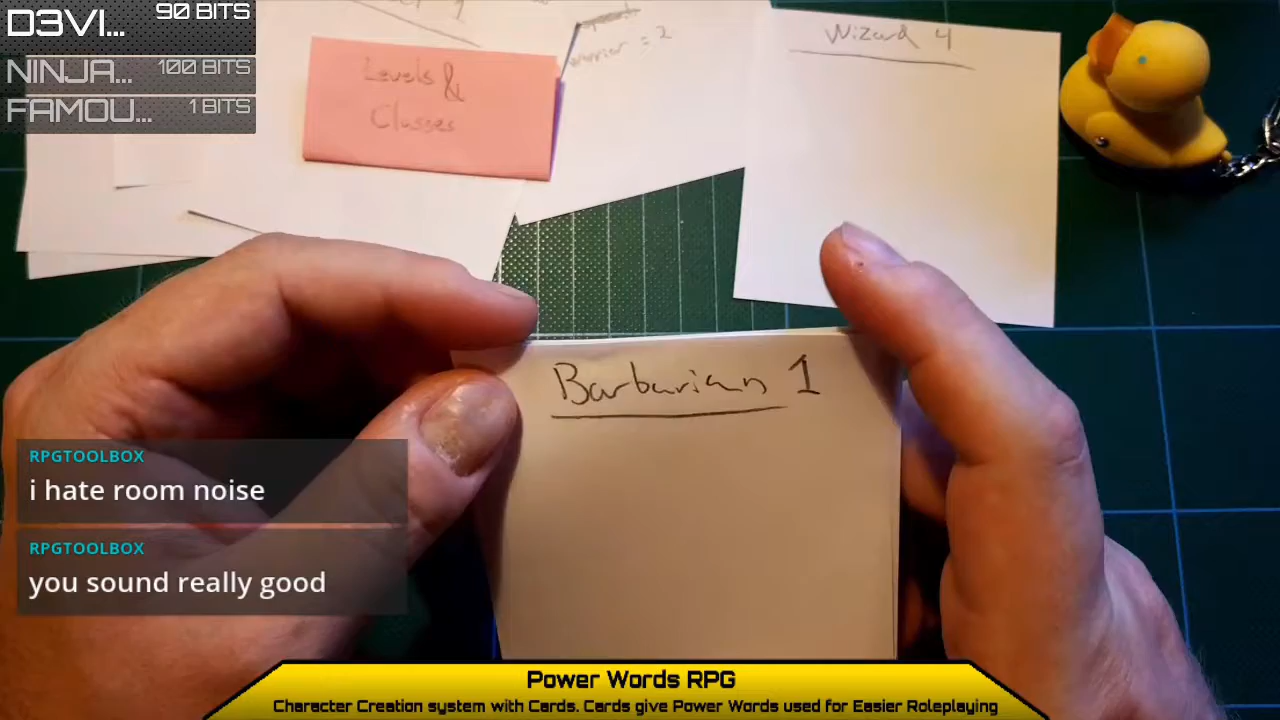 D3VI... 90 BITS
NINJA... 100 BITS
FAMOU... 1 BITS
Levels &
Classes
= 2
Wizard 4
Barbarian 1
RPGTOOLBOX
i hate room noise
RPGTOOLBOX
you sound really good
Power Words RPG
Character Creation system with Cards. Cards give Power Words used for Easier Roleplaying